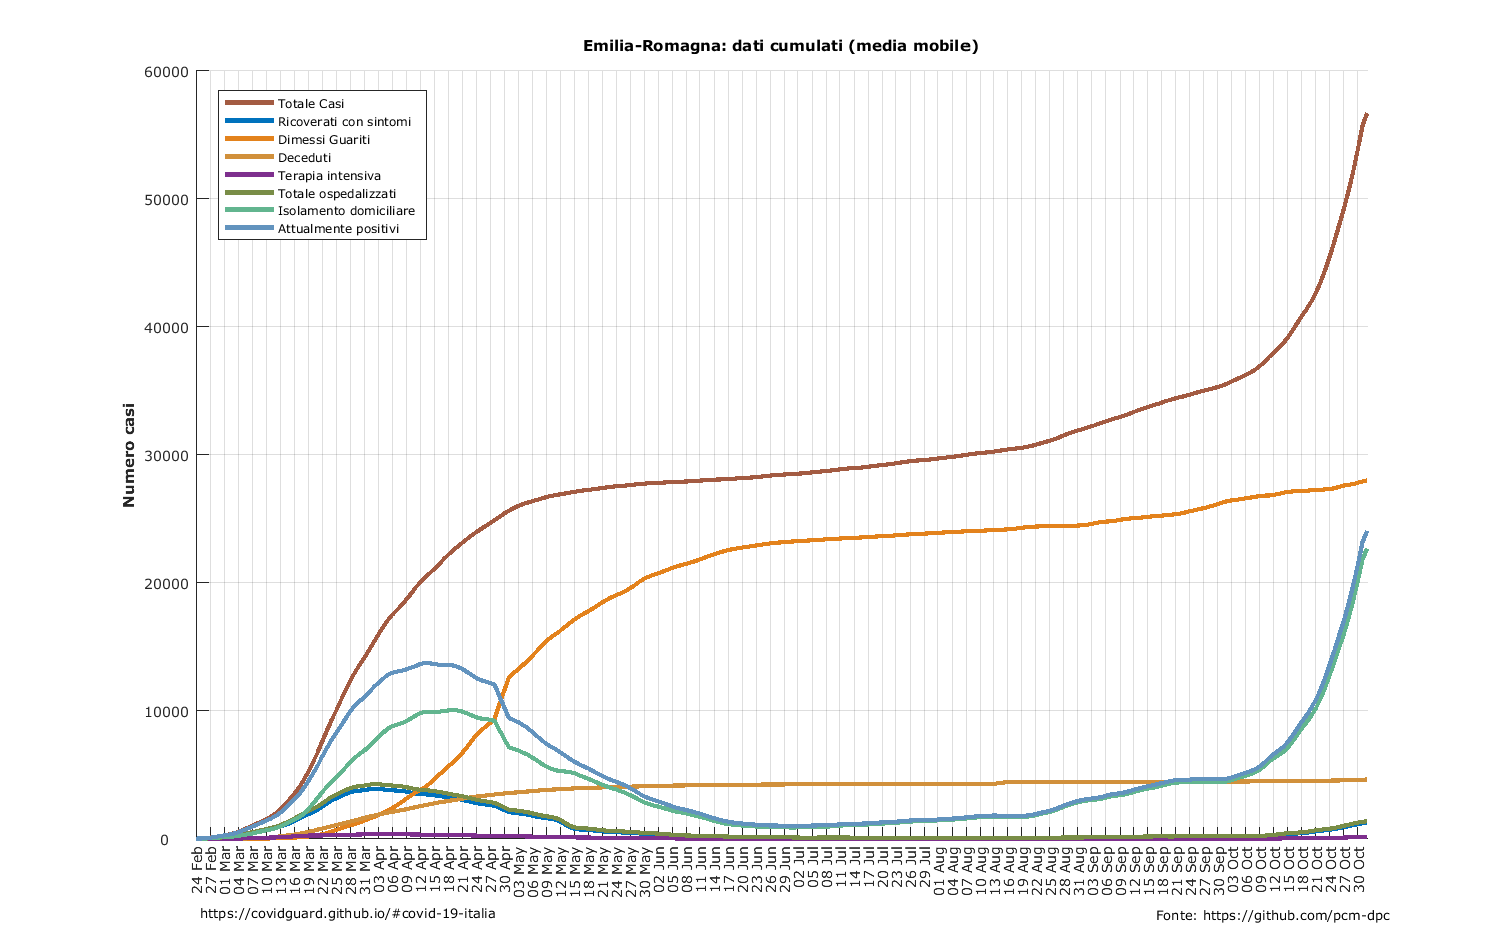 Emilia-Romagna: dati cumulati (media mobile)
60000
50000
40000
30000
20000
10000
0
Numero casi
Totale Casi
Ricoverati con sintomi
Dimessi Guariti
Deceduti
Terapia intensiva
Totale ospedalizzati
Isolamento domiciliare
Attualmente positivi
24 Feb
27 Feb
01 Mar
04 Mar
07 Mar
10 Mar
13 Mar
16 Mar
19 Mar
22 Mar
25 Mar
28 Mar
31 Mar
03 Apr
06 Apr
09 Apr
12 Apr
15 Apr
18 Apr
21 Apr
24 Apr
27 Apr
30 Apr
03 May
06 May
09 May
12 May
15 May
18 May
21 May
24 May
27 May
30 May
02 Jun
05 Jun
08 Jun
11 Jun
14 Jun
17 Jun
20 Jun
23 Jun
26 Jun
29 Jun
02 Jul
05 Jul
08 Jul
11 Jul
14 Jul
17 Jul
20 Jul
23 Jul
26 Jul
29 Jul
01 Aug
04 Aug
07 Aug
10 Aug
13 Aug
16 Aug
19 Aug
22 Aug
25 Aug
28 Aug
31 Aug
03 Sep
06 Sep
09 Sep
12 Sep
15 Sep
18 Sep
21 Sep
24 Sep
27 Sep
30 Sep
03 Oct
06 Oct
09 Oct
12 Oct
15 Oct
18 Oct
21 Oct
24 Oct
27 Oct
30 Oct
https://covidguard.github.io/#covid-19-italia
Fonte: https://github.com/pcm-dpc